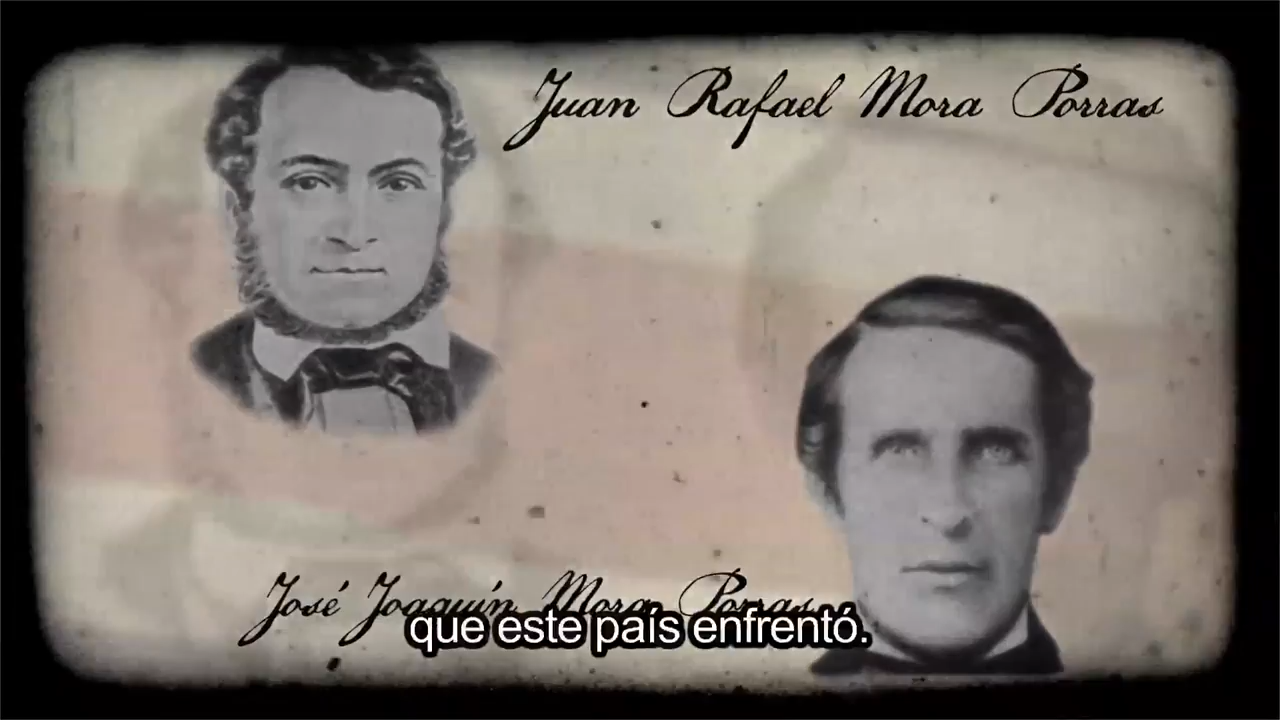 Juan Rafael Mora Porras
José Joaquín Mora Porras
que este país enfrentó.